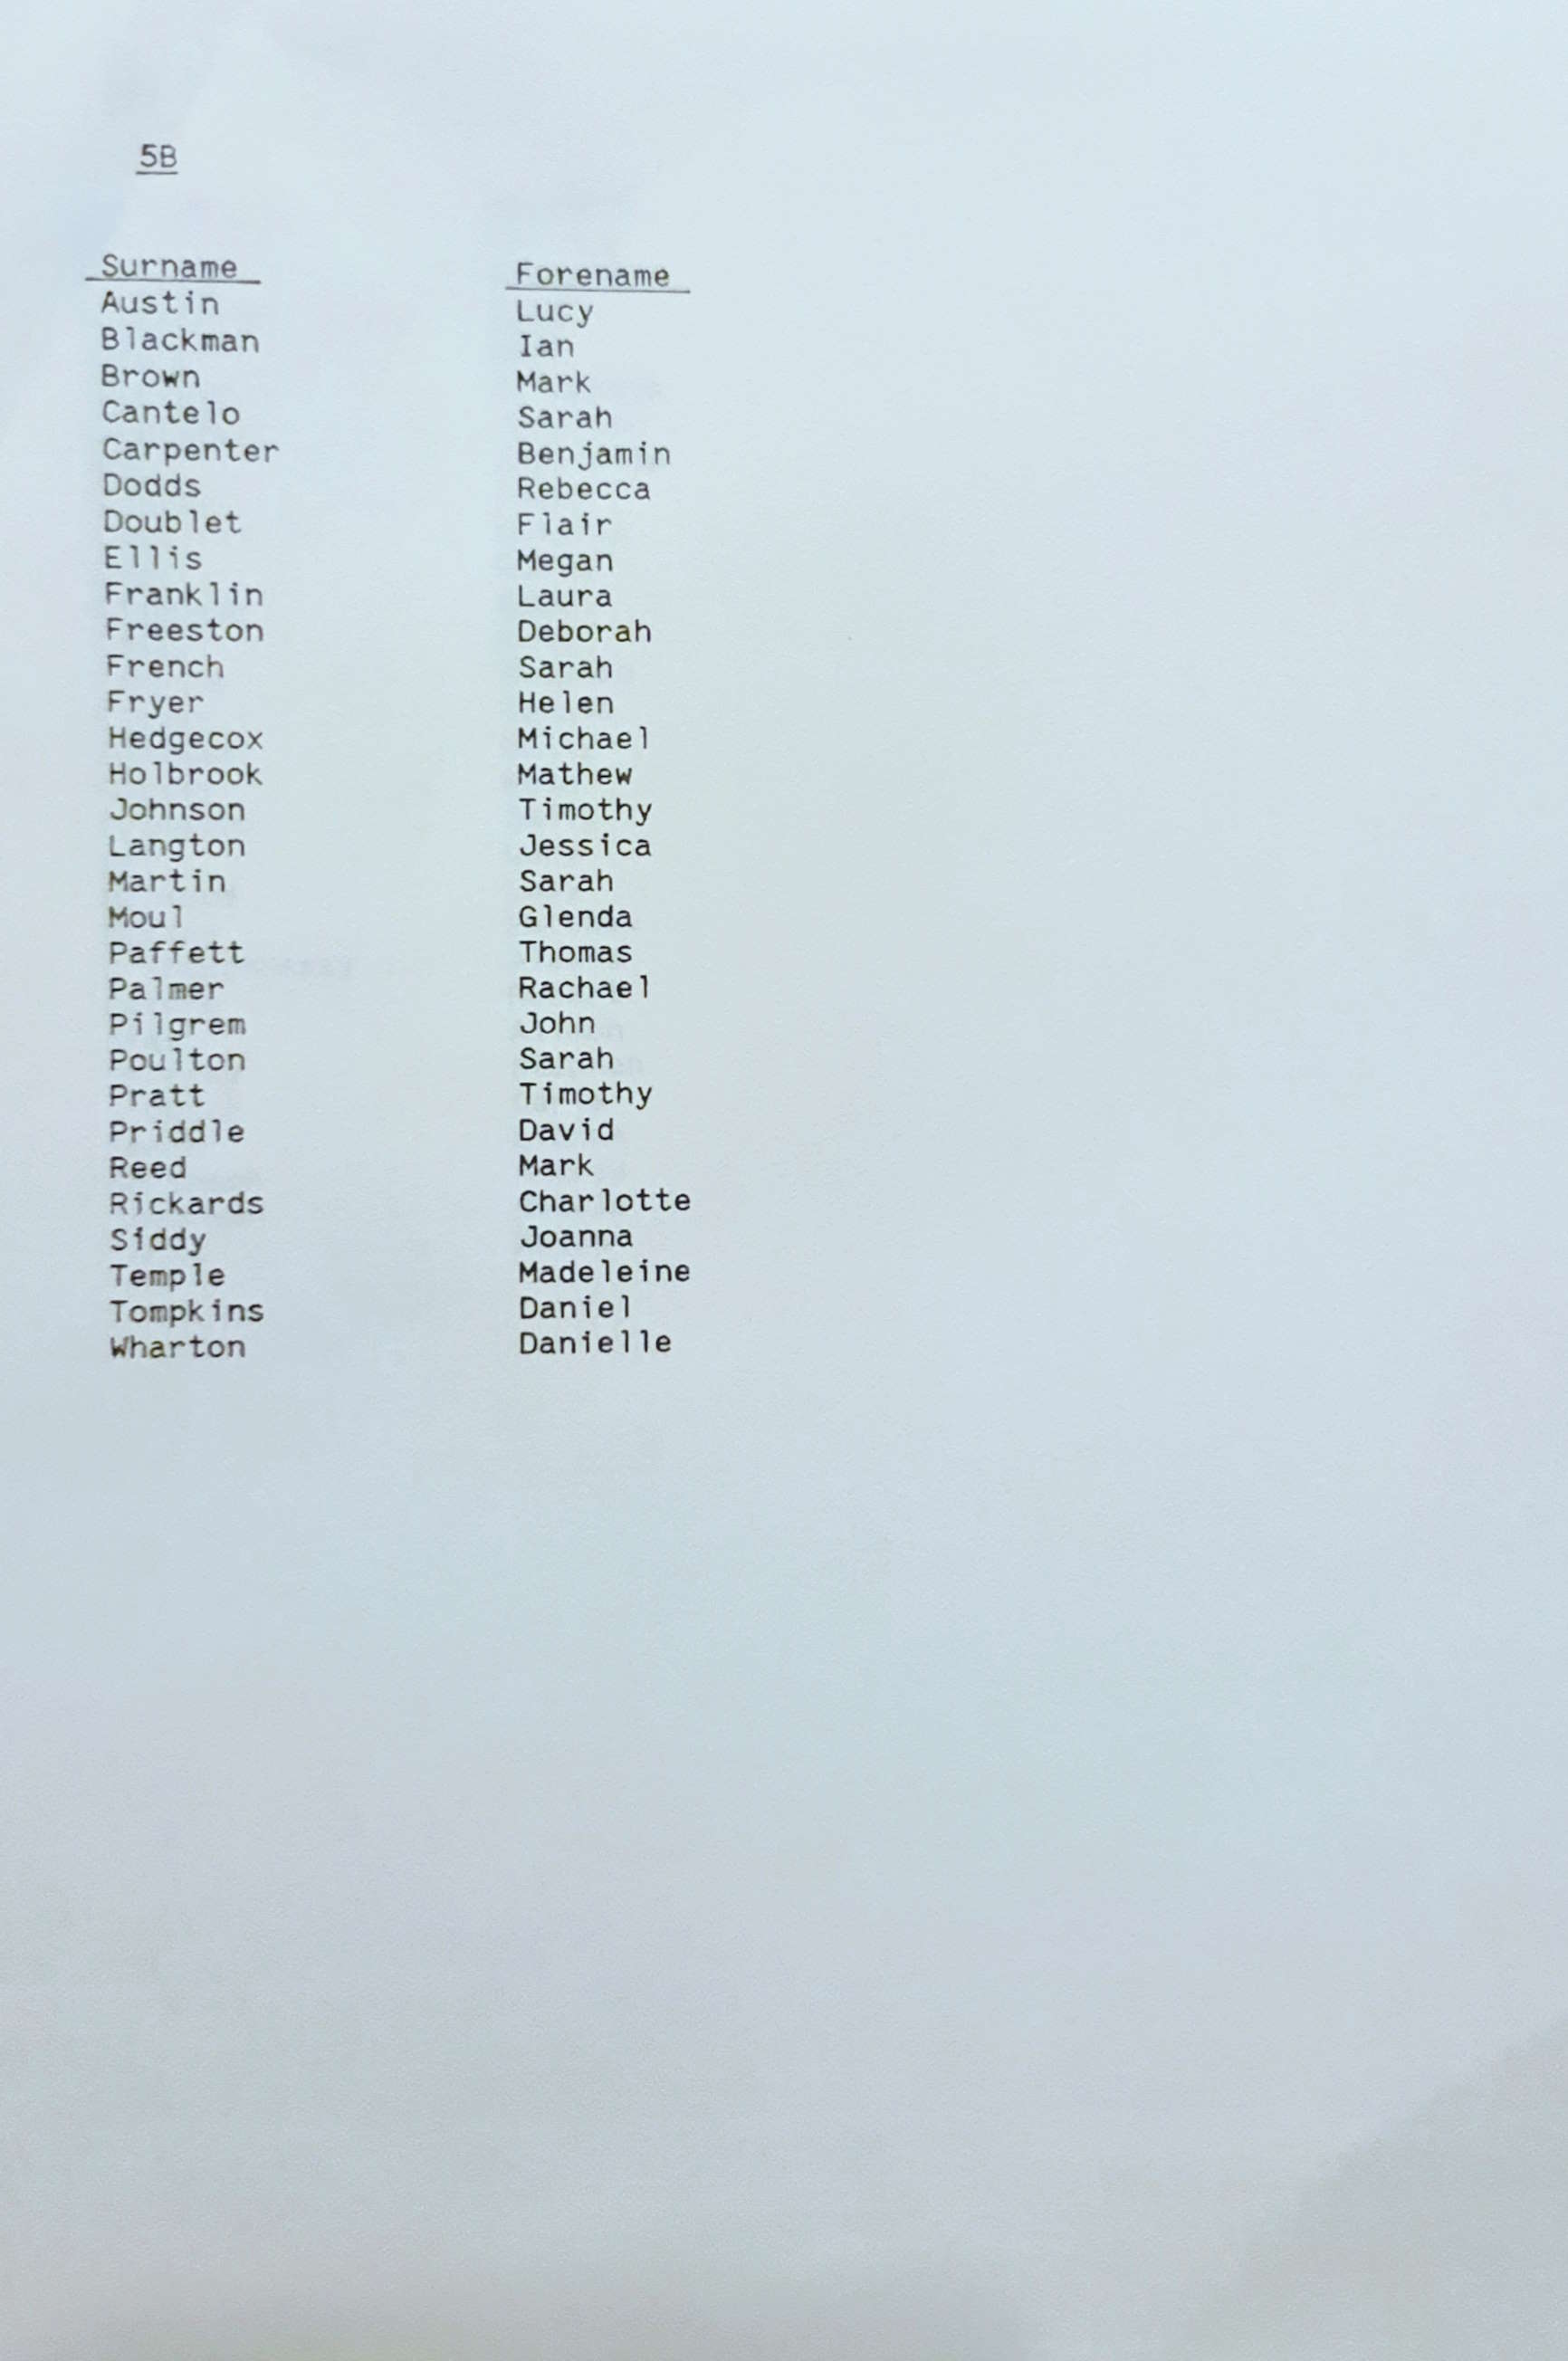 5B
Surname Forename
Austin Lucy
Blackman Ian
Brown Mark
Cantelo Sarah
Carpenter Benjamin
Dodds Rebecca
Doublet Flair
Ellis Megan
Franklin Laura
Freeston Deborah
French Sarah
Fryer Helen
Hedgecox Michael
Holbrook Mathew
Johnson Timothy
Langton Jessica
Martin Sarah
Moul Glenda
Paffett Thomas
Palmer Rachael
Pilgrem John
Poulton Sarah
Pratt Timothy
Priddle David
Reed Mark
Rickards Charlotte
Siddy Joanna
Temple Madeleine
Tompkins Daniel
Wharton Danielle